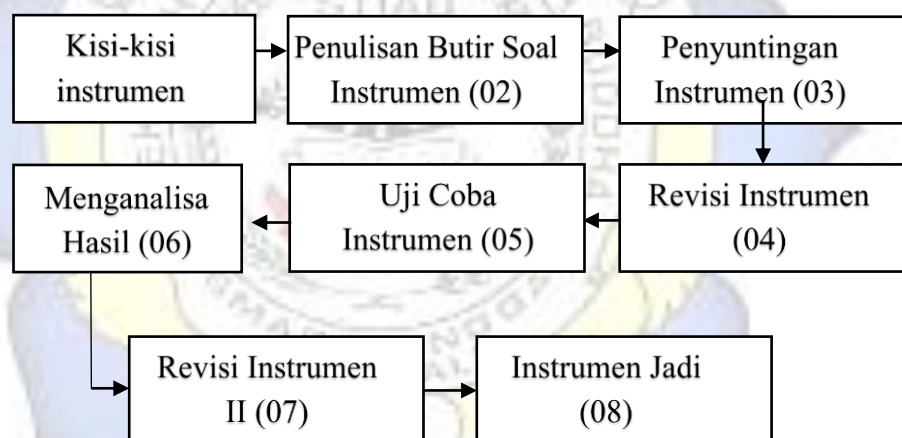 Kisi-kisi
instrumen
Penulisan Butir Soal
Instrumen (02)
Penyuntingan
Instrumen (03)
Revisi Instrumen
(04)
Uji Coba
Instrumen (05)
Menganalisa
Hasil (06)
Revisi Instrumen
II (07)
Instrumen Jadi
(08)